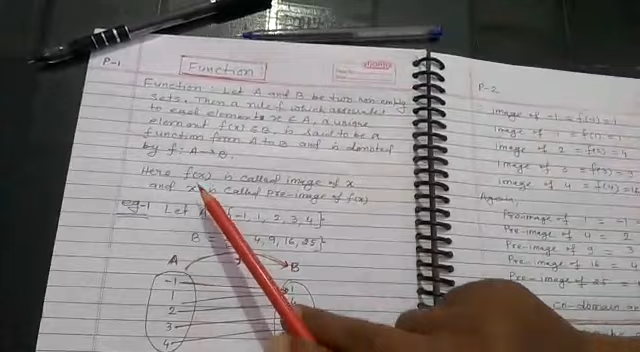 P-1
Function
Function: Let A and B be two non-empty
sets. Then a rule f which associates
to each elements x ∈ A, a unique
element f(x) ∈ B, is said to be a
function from A to B and is denoted
by f: A→B.
Here f(x) is called image of x
and x is called pre-image of f(x)
eg-1 Let A {-1, 1, 2, 3, 4}
B = 4, 9, 16, 25}
A
B
-1
1
2
3
4
P-2
image of -1 = f(-1) = 1
image of 1 = f(1) = 1
image of 2 = f(2) = 4
image of 3 = f(3) =
image of 4 = f(4) =
Again,
Pre-image of 1 = -1
Pre-image of 4 = 2
Pre-image of 9 = 3
Pre-image of 16 = 4
Pre-image of 25 =
co-domain